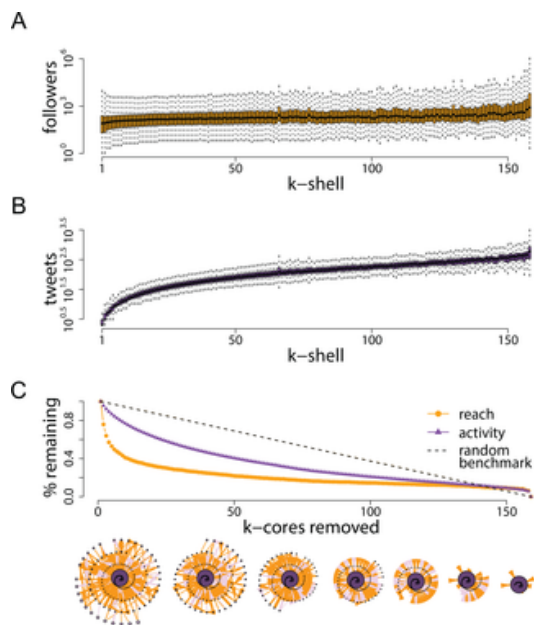 A
followers
10^6
10^3
10^0
1 50 100 150
k-shell
B
tweets
10^3.5
10^2.5
10^1.5
10^0.5
1 50 100 150
k-shell
C
% remaining
0.8
0.4
0.0
reach
activity
random
benchmark
0 50 100 150
k-cores removed